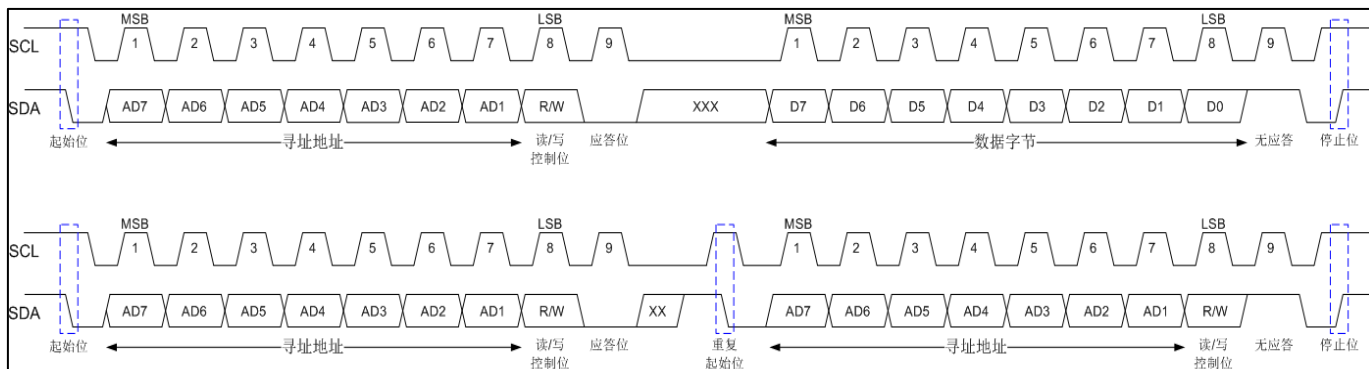 MSB LSB MSB LSB
SCL 1 2 3 4 5 6 7 8 9 1 2 3 4 5 6 7 8 9
SDA AD7 AD6 AD5 AD4 AD3 AD2 AD1 R/W XXX D7 D6 D5 D4 D3 D2 D1 D0
起始位 寻址地址 读/写 应答位 数据字节 无应答 停止位
控制位
MSB LSB MSB LSB
SCL 1 2 3 4 5 6 7 8 9 1 2 3 4 5 6 7 8 9
SDA AD7 AD6 AD5 AD4 AD3 AD2 AD1 R/W XX AD7 AD6 AD5 AD4 AD3 AD2 AD1 R/W
起始位 寻址地址 读/写 应答位 重复 寻址地址 读/写 无应答 停止位
控制位 起始位 控制位